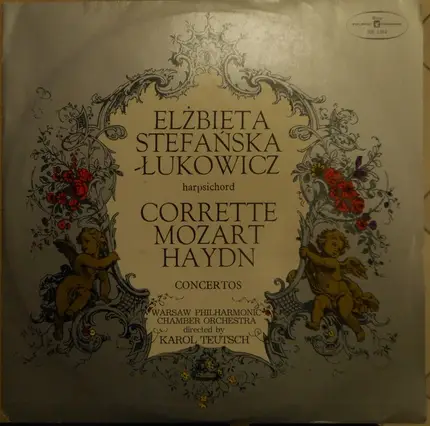 ELŻBIETA
STEFAŃSKA
-ŁUKOWICZ
harpsichord
CORRETTE
MOZART
HAYDN
CONCERTOS
WARSAW PHILHARMONIC
CHAMBER ORCHESTRA
directed by
KAROL TEUTSCH